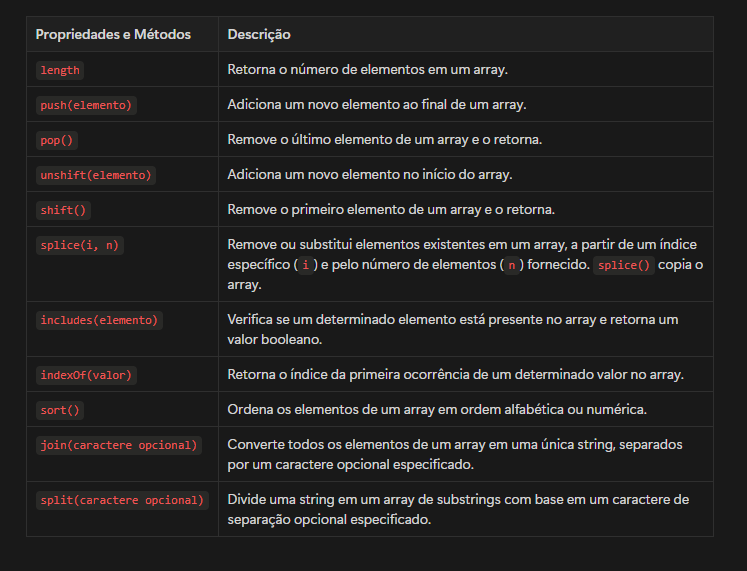 Propriedades e Métodos Descrição
length Retorna o número de elementos em um array.
push(elemento) Adiciona um novo elemento ao final de um array.
pop() Remove o último elemento de um array e o retorna.
unshift(elemento) Adiciona um novo elemento no início do array.
shift() Remove o primeiro elemento de um array e o retorna.
splice(i, n) Remove ou substitui elementos existentes em um array, a partir de um índice
específico ( i ) e pelo número de elementos ( n ) fornecido. splice() copia o
array.
includes(elemento) Verifica se um determinado elemento está presente no array e retorna um
valor booleano.
indexOf(valor) Retorna o índice da primeira ocorrência de um determinado valor no array.
sort() Ordena os elementos de um array em ordem alfabética ou numérica.
join(caractere opcional) Converte todos os elementos de um array em uma única string, separados
por um caractere opcional especificado.
split(caractere opcional) Divide uma string em um array de substrings com base em um caractere de
separação opcional especificado.